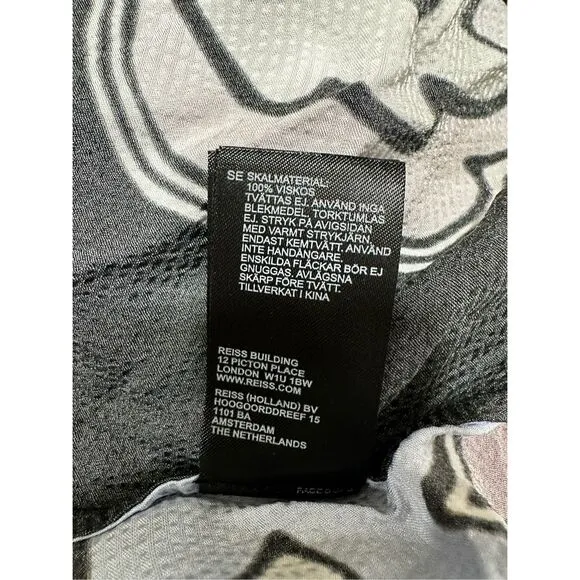 SE SKALMATERIAL:
100% VISKOS
TVÄTTAS EJ. ANVÄND INGA
BLEKMEDEL. TORKTUMLAS
EJ. STRYK PÅ AVIGSIDAN
MED VARMT STRYKJÄRN.
ENDAST KEMTVÄTT. ANVÄND
INTE HANDÅNGARE.
ENSKILDA FLÄCKAR BÖR EJ
GNUGGAS. AVLÄGSNA
SKÄRP FÖRE TVÄTT.
TILLVERKAT I KINA
REISS BUILDING
12 PICTON PLACE
LONDON W1U 1BW
WWW.REISS.COM
REISS (HOLLAND) BV
HOOGOORDDREEF 15
1101 BA
AMSTERDAM
THE NETHERLANDS